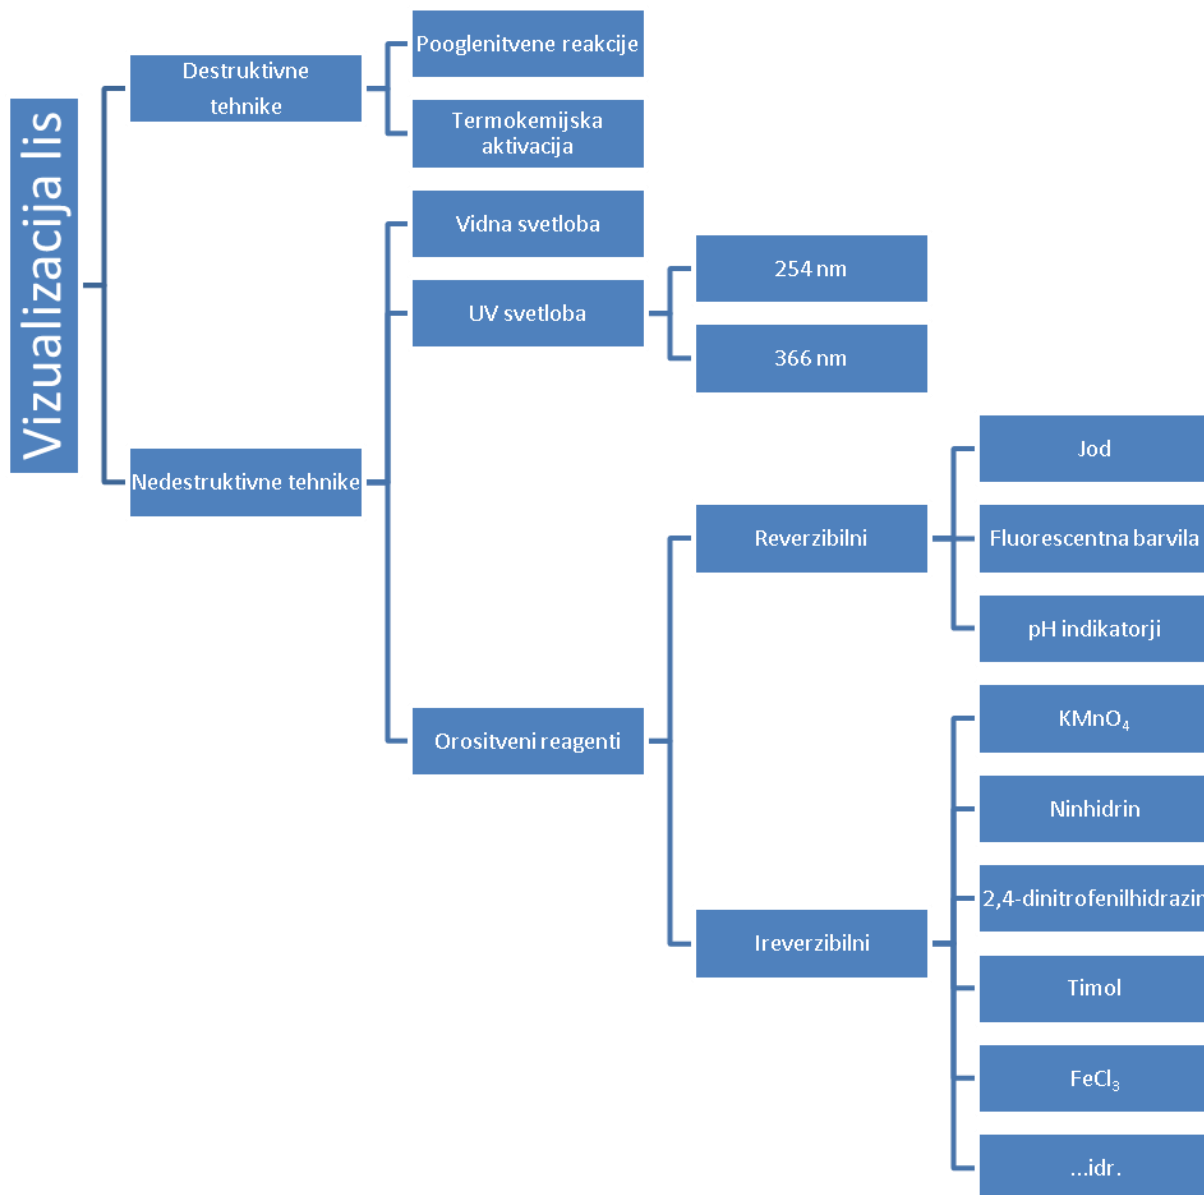 Vizualizacija lis
Destruktivne
tehnike
Pooglenitvene reakcije
Termokemijska
aktivacija
Nedestruktivne tehnike
Vidna svetloba
UV svetloba
254 nm
366 nm
Orositveni reagenti
Reverzibilni
Jod
Fluorescentna barvila
pH indikatorji
Ireverzibilni
KMnO₄
Ninhidrin
2,4-dinitrofenilhidrazin
Timol
FeCl₃
...idr.